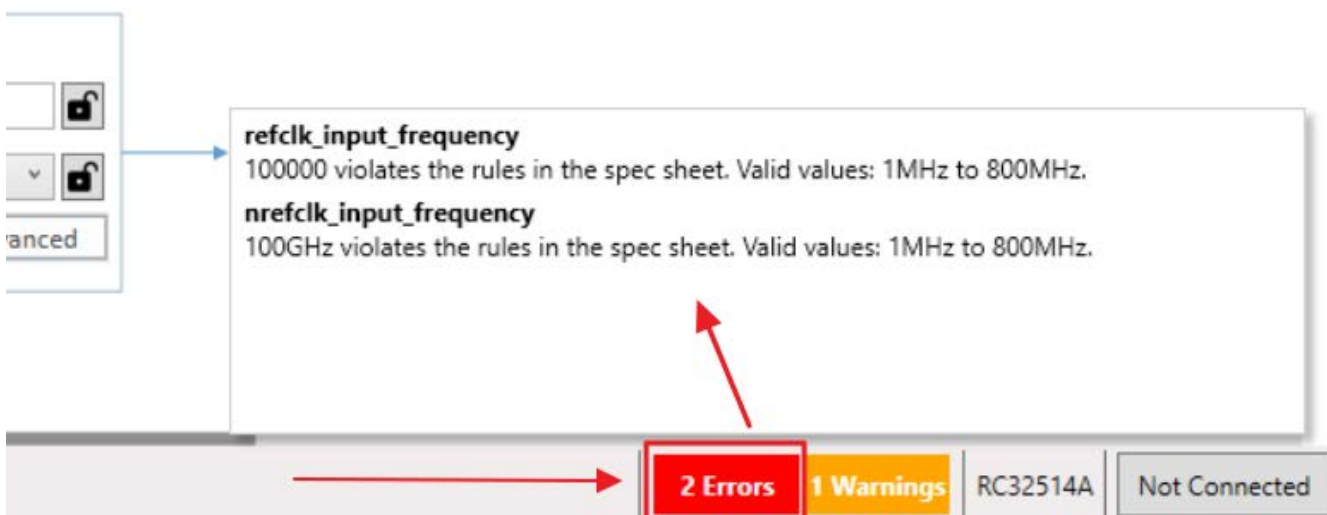 refclk_input_frequency
100000 violates the rules in the spec sheet. Valid values: 1MHz to 800MHz.
nrefclk_input_frequency
100GHz violates the rules in the spec sheet. Valid values: 1MHz to 800MHz.
vanced
2 Errors
1 Warnings
RC32514A
Not Connected